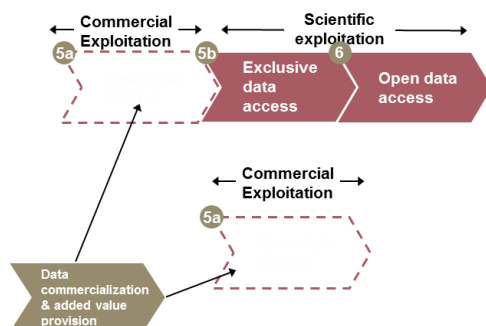 Commercial
Exploitation
Scientific
exploitation
5a
5b
6
Exclusive
data
access
Open data
access
Commercial
Exploitation
5a
Data
commercialization
& added value
provision